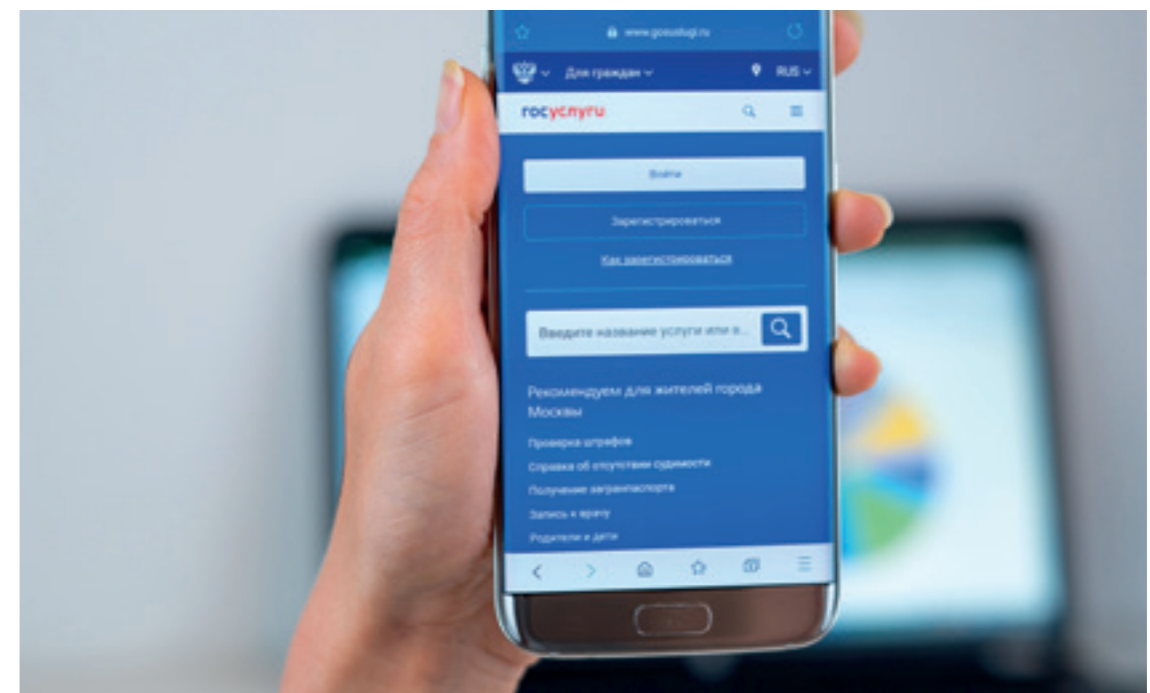 www.gosuslugi.ru
Для граждан RUS
госуслуги
Войти
Зарегистрироваться
Как зарегистрироваться
Введите название услуги или в...
Рекомендуем для жителей города
Москвы
Проверка штрафов
Справка об отсутствии судимости
Получение загранпаспорта
Запись к врачу
Родители и дети